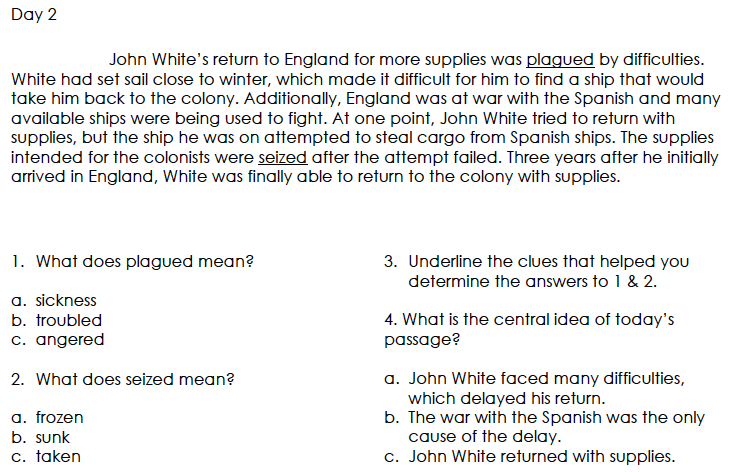 Day 2
John White's return to England for more supplies was plagued by difficulties.
White had set sail close to winter, which made it difficult for him to find a ship that would
take him back to the colony. Additionally, England was at war with the Spanish and many
available ships were being used to fight. At one point, John White tried to return with
supplies, but the ship he was on attempted to steal cargo from Spanish ships. The supplies
intended for the colonists were seized after the attempt failed. Three years after he initially
arrived in England, White was finally able to return to the colony with supplies.
1. What does plagued mean?
a. sickness
b. troubled
c. angered
2. What does seized mean?
a. frozen
b. sunk
c. taken
3. Underline the clues that helped you
determine the answers to 1 & 2.
4. What is the central idea of today's
passage?
a. John White faced many difficulties,
which delayed his return.
b. The war with the Spanish was the only
cause of the delay.
c. John White returned with supplies.